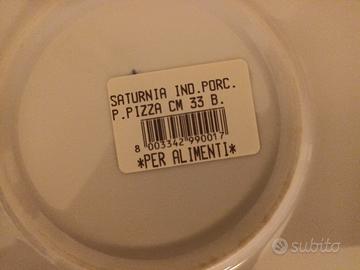 SATURNIA IND.PORC.
P.PIZZA CM 33 B.
8 003342 990017
*PER ALIMENTI*
subito